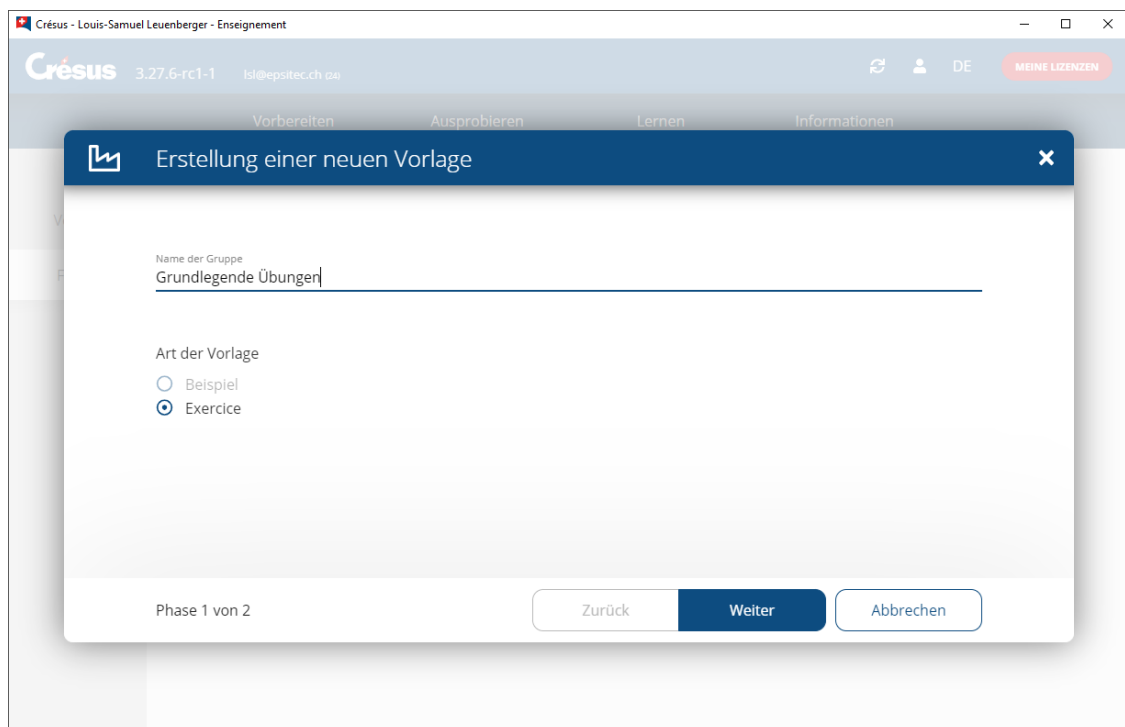 Crésus - Louis-Samuel Leuenberger - Enseignement
Crésus 3.27.6-rc1-1 lsl@epsitec.ch (24) DE MEINE LIZENZEN
Vorbereiten Ausprobieren Lernen Informationen
Erstellung einer neuen Vorlage
Name der Gruppe
Grundlegende Übungen
Art der Vorlage
Beispiel
Exercice
Phase 1 von 2 Zurück Weiter Abbrechen